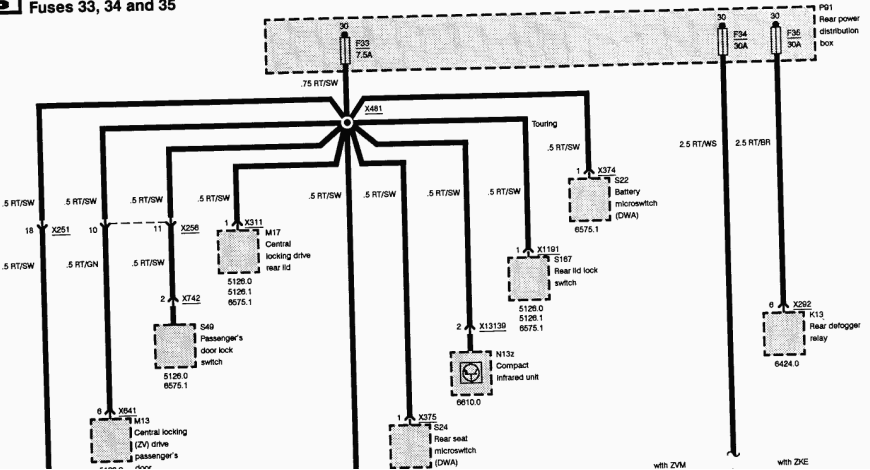 Fuses 33, 34 and 35
30
30
30
P91
Rear power
distribution
box
F33
7.5A
F34
30A
F35
30A
.75 RT/SW
X481
Touring
.5 RT/SW
2.5 RT/WS
2.5 RT/BR
1
X374
S22
Battery
microswitch
(DWA)
6575.1
.5 RT/SW
.5 RT/SW
.5 RT/SW
.5 RT/SW
.5 RT/SW
.5 RT/SW
.5 RT/SW
.5 RT/SW
18
X251
10
11
X256
1
X311
M17
Central
locking drive
rear lid
5126.0
5126.1
6575.1
.5 RT/SW
.5 RT/GN
.5 RT/SW
1
X1191
S167
Rear lid lock
switch
5126.0
5126.1
6575.1
2
X742
S49
Passenger's
door lock
switch
5126.0
6575.1
2
X13139
N13z
Compact
infrared unit
6610.0
6
X292
K13
Rear defogger
relay
6424.0
6
X641
M13
Central locking
(ZV) drive
passenger's
door
1
X375
S24
Rear seat
microswitch
(DWA)
with ZVM
with ZKE